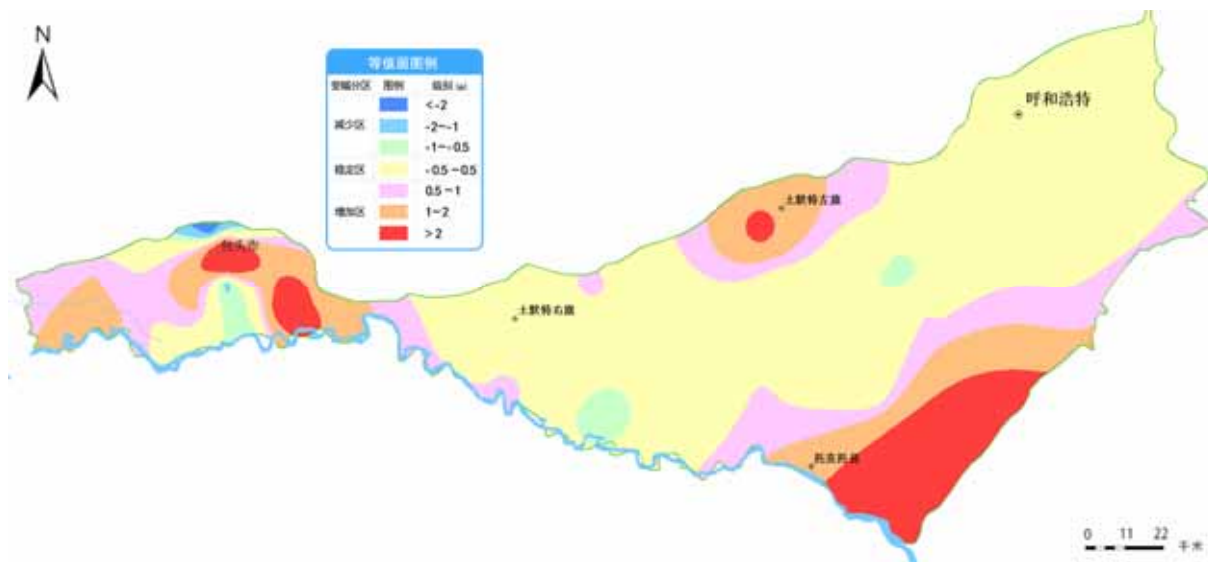 N
等值面图例
变幅分区 图例 级别 (m)
<-2
减少区 -2~-1
-1~-0.5
稳定区 -0.5~0.5
0.5~1
增加区 1~2
>2
呼和浩特
土默特左旗
包头市
土默特右旗
托克托县
0 11 22 千米